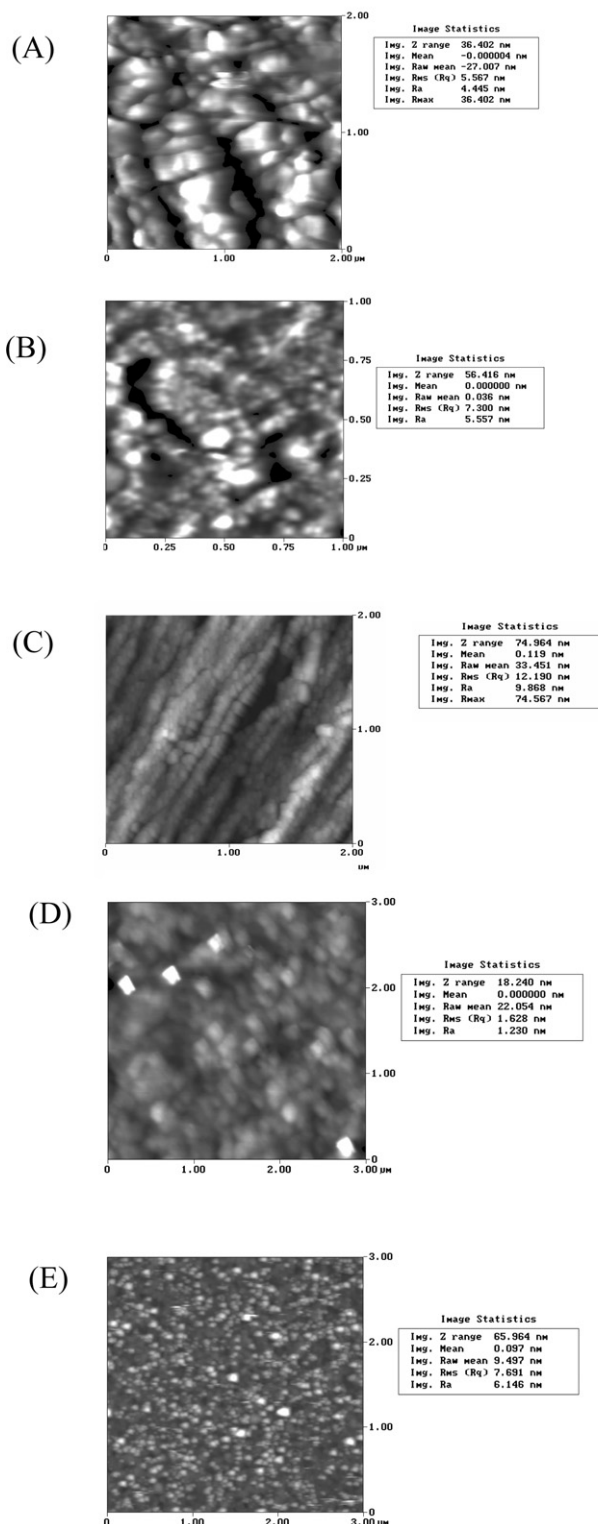 (A)
2.00
1.00
0
0
1.00
2.00 μm
Image Statistics
Img. Z range 36.402 nm
Img. Mean -0.000004 nm
Img. Raw mean -27.007 nm
Img. Rms (Rq) 5.567 nm
Img. Ra 4.445 nm
Img. Rmax 36.402 nm
(B)
1.00
0.75
0.50
0.25
0
0
0.25
0.50
0.75
1.00
μm
Image Statistics
Img. Z range 56.416 nm
Img. Mean 0.000000 nm
Img. Raw mean 0.036 nm
Img. Rms (Rq) 7.300 nm
Img. Ra 5.557 nm
(C)
2.00
1.00
0
0
1.00
2.00
μm
Image Statistics
Img. Z range 74.964 nm
Img. Mean 0.119 nm
Img. Raw mean 33.451 nm
Img. Rms (Rq) 12.190 nm
Img. Ra 9.868 nm
Img. Rmax 74.567 nm
(D)
3.00
2.00
1.00
0
0
1.00
2.00
3.00 μm
Image Statistics
Img. Z range 18.240 nm
Img. Mean 0.000000 nm
Img. Raw mean 22.054 nm
Img. Rms (Rq) 1.628 nm
Img. Ra 1.230 nm
(E)
3.00
2.00
1.00
0
0
1.00
2.00
3.00 μm
Image Statistics
Img. Z range 65.964 nm
Img. Mean 0.097 nm
Img. Raw mean 9.497 nm
Img. Rms (Rq) 7.691 nm
Img. Ra 6.146 nm